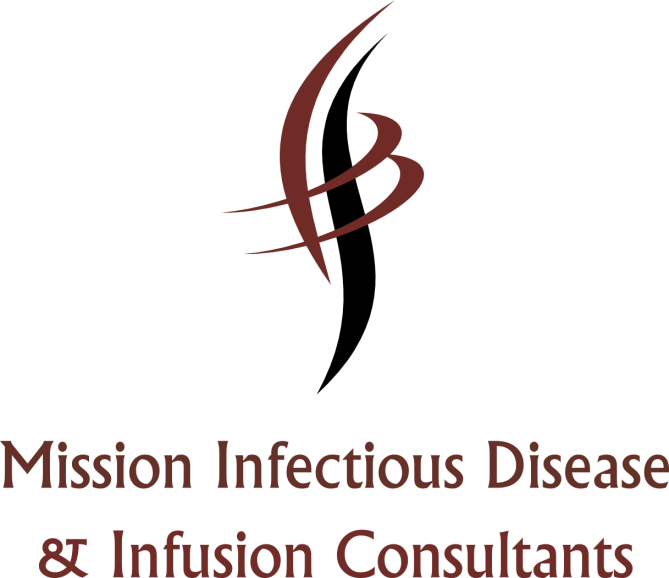 Mission Infectious Disease
& Infusion Consultants